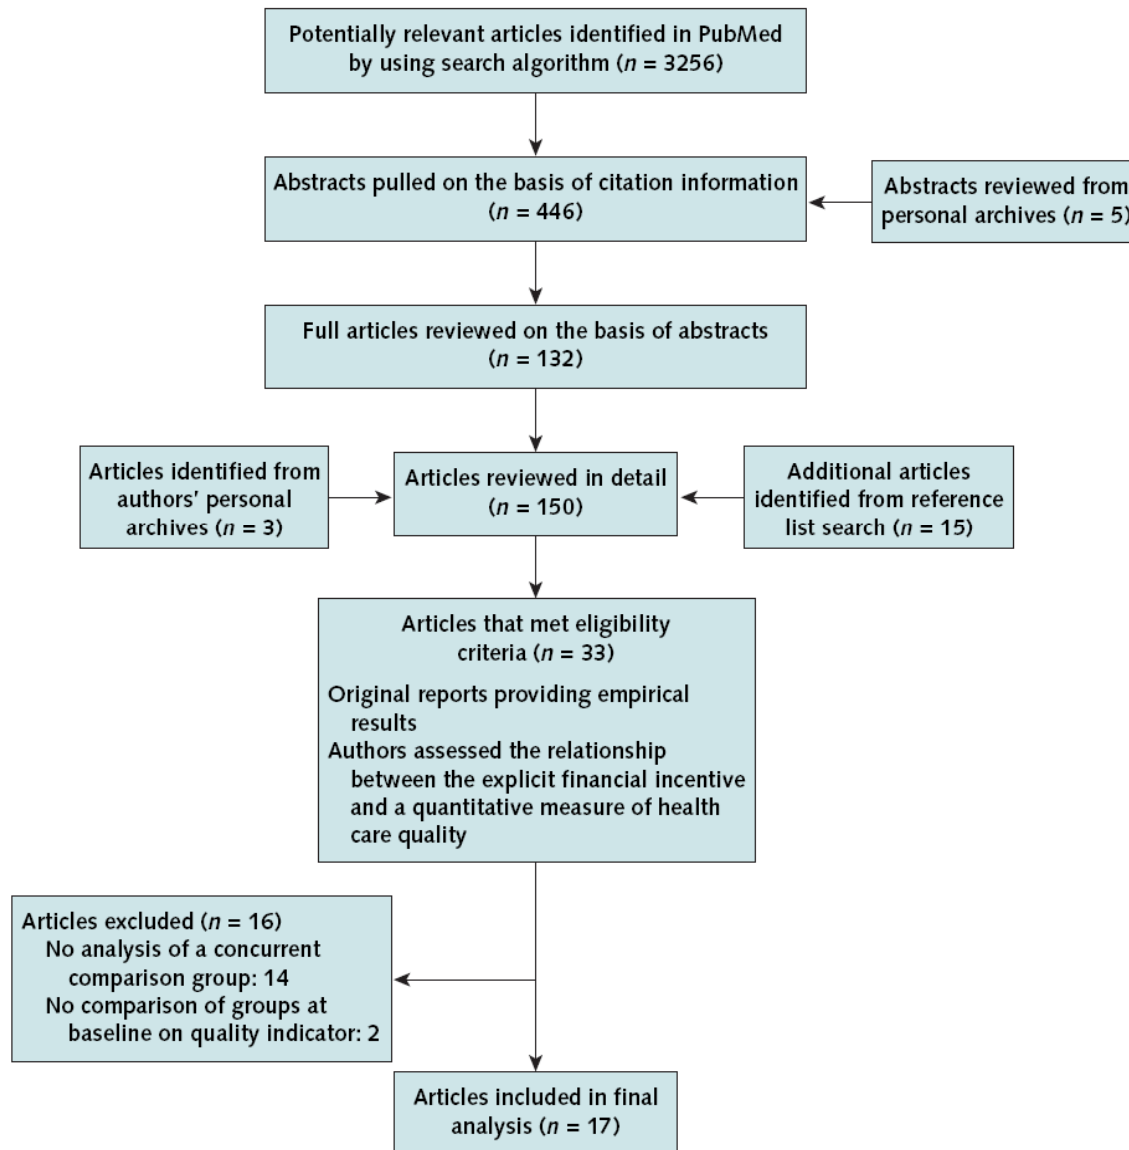 Potentially relevant articles identified in PubMed
by using search algorithm (n = 3256)
Abstracts pulled on the basis of citation information
(n = 446)
Abstracts reviewed from
personal archives (n = 5)
Full articles reviewed on the basis of abstracts
(n = 132)
Articles identified from
authors' personal
archives (n = 3)
Articles reviewed in detail
(n = 150)
Additional articles
identified from reference
list search (n = 15)
Articles that met eligibility
criteria (n = 33)
Original reports providing empirical
results
Authors assessed the relationship
between the explicit financial incentive
and a quantitative measure of health
care quality
Articles excluded (n = 16)
No analysis of a concurrent
comparison group: 14
No comparison of groups at
baseline on quality indicator: 2
Articles included in final
analysis (n = 17)